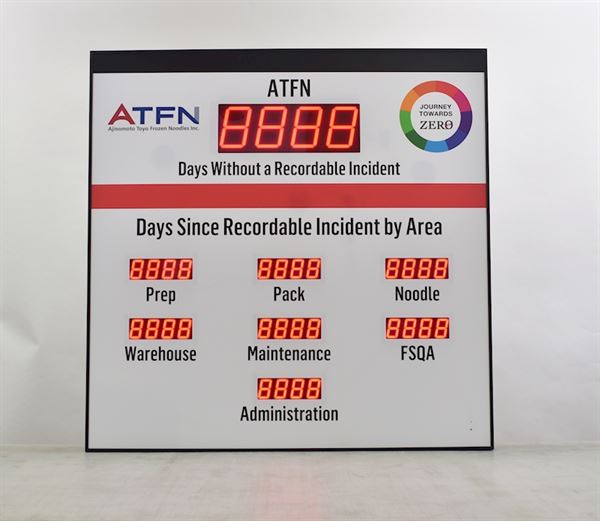 ATFN
ATFN
Ajinomoto Toyo Frozen Noodles Inc.
8888
JOURNEY
TOWARDS
ZERO
Days Without a Recordable Incident
Days Since Recordable Incident by Area
8888 8888 8888
Prep Pack Noodle
8888 8888 8888
Warehouse Maintenance FSQA
8888
Administration